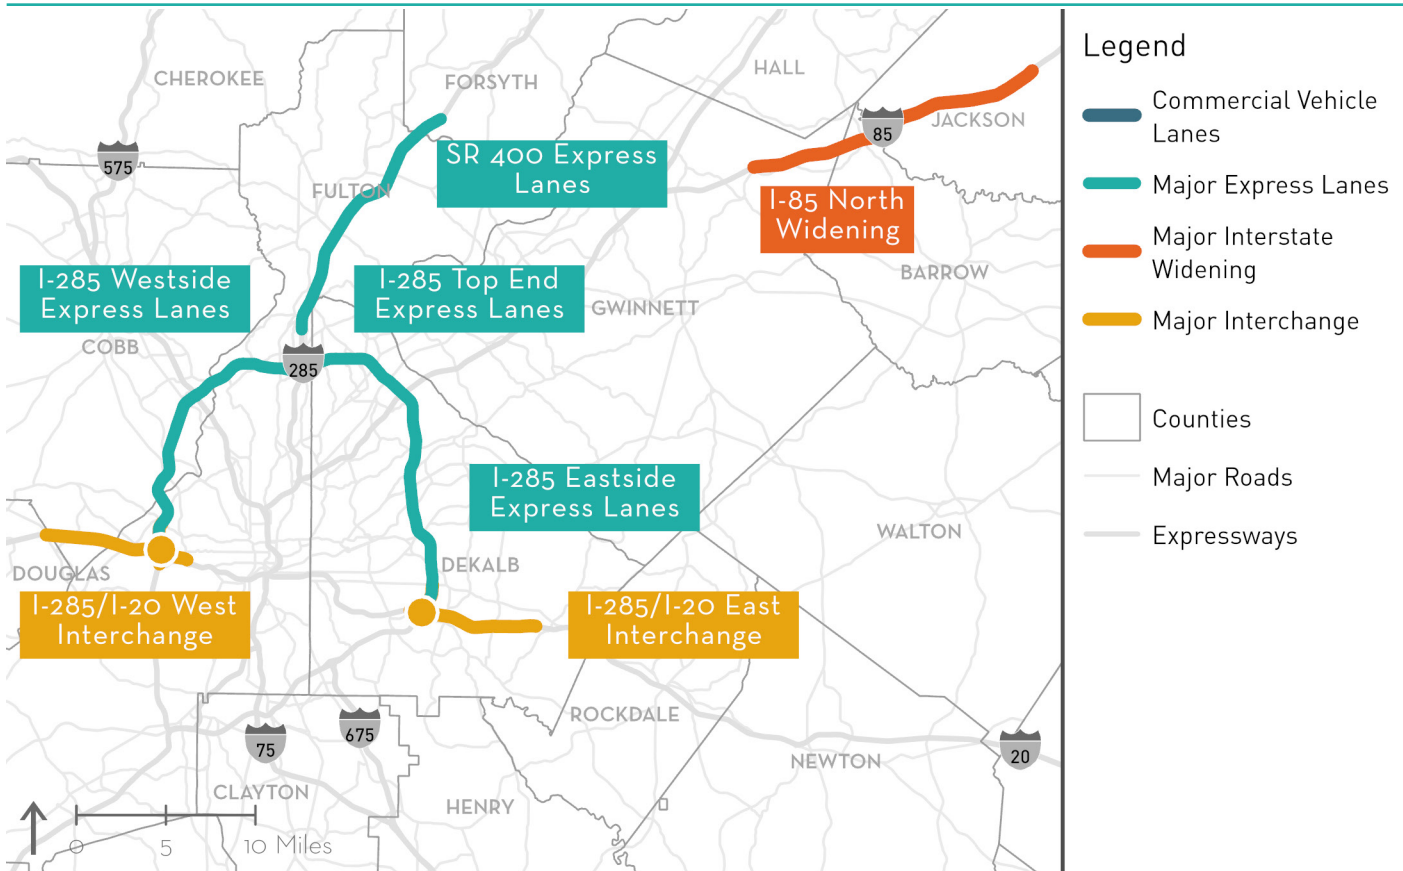 CHEROKEE
FORSYTH
HALL
JACKSON
85
575
SR 400 Express
Lanes
FULTON
I-85 North
Widening
I-285 Westside
Express Lanes
I-285 Top End
Express Lanes
BARROW
GWINNETT
COBB
285
I-285 Eastside
Express Lanes
WALTON
DOUGLAS
DEKALB
I-285/I-20 West
Interchange
I-285/I-20 East
Interchange
ROCKDALE
675
75
20
NEWTON
CLAYTON
HENRY
0 5 10 Miles
Legend
Commercial Vehicle
Lanes
Major Express Lanes
Major Interstate
Widening
Major Interchange
Counties
Major Roads
Expressways